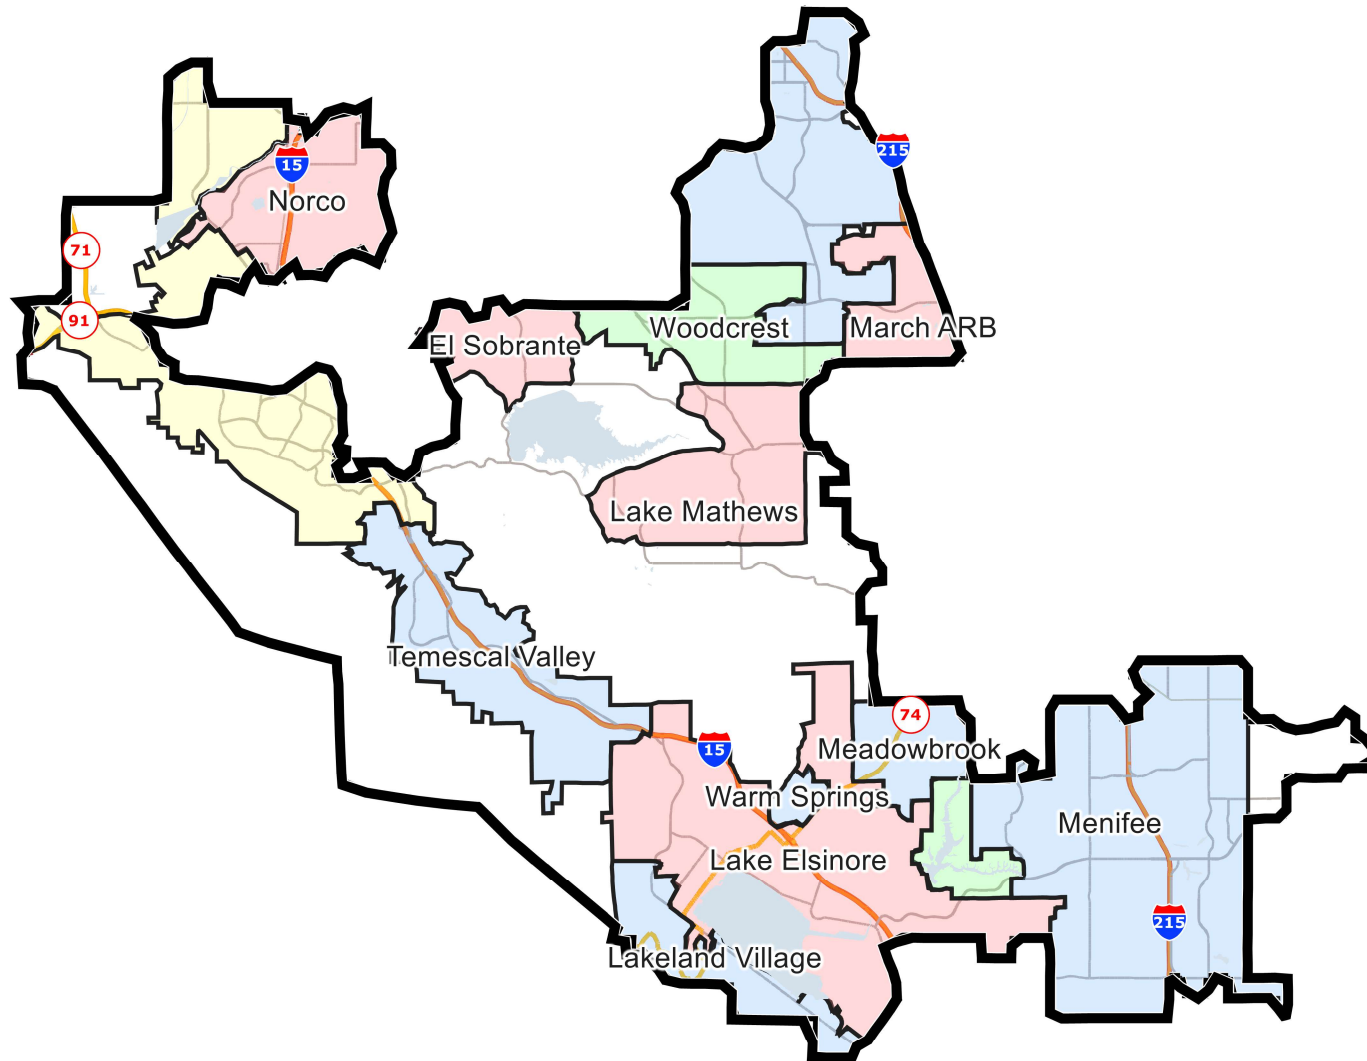 215
15
Norco
71
91
Woodcrest
March ARB
El Sobrante
Lake Mathews
Temescal Valley
74
15
Meadowbrook
Warm Springs
Menifee
Lake Elsinore
215
Lakeland Village